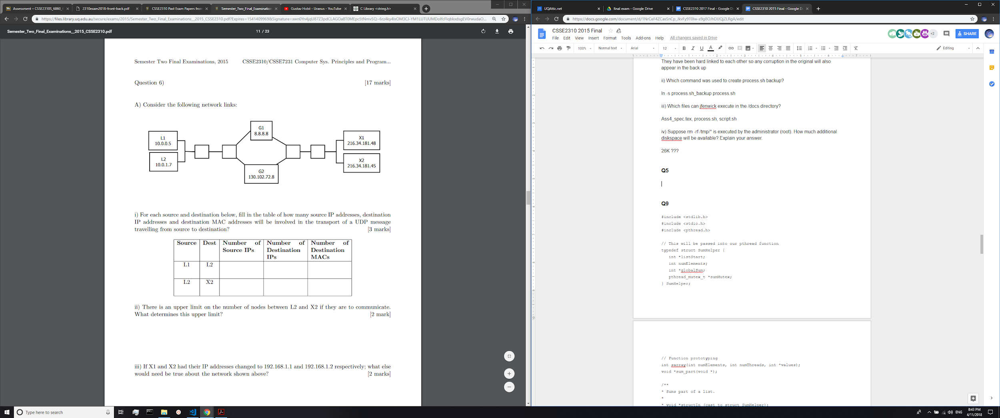 Assessment – CSSE2310S_6860_
2310exam2018-front-back.pdf
CSSE2310 Past Exam Papers from
Semester_Two_Final_Examination
Gustav Holst - Uranus - YouTube
C Library <string.h>
Semester_Two_Final_Examinations__2015_CSSE2310.pdf
11 / 23
Semester Two Final Examinations, 2015 CSSE2310/CSSE7231 Computer Sys. Principles and Program...
Question 6) [17 marks]
A) Consider the following network links:
G1
8.8.8.8
L1
10.0.0.5
X1
216.34.181.48
L2
10.0.1.7
X2
216.34.181.45
G2
130.102.72.8
i) For each source and destination below, fill in the table of how many source IP addresses, destination
IP addresses and destination MAC addresses will be involved in the transport of a UDP message
travelling from source to destination? [3 marks]
Source Dest Number of Source IPs Number of Destination IPs Number of Destination MACs
L1 L2
L2 X2
ii) There is an upper limit on the number of nodes between L2 and X2 if they are to communicate.
What determines this upper limit? [2 mark]
iii) If X1 and X2 had their IP addresses changed to 192.168.1.1 and 192.168.1.2 respectively; what else
would need be true about the network shown above? [2 marks]
UQAttic.net
final exam - Google Drive
CSSE2310 2017 Final - Google D
CSSE2310 2015 Final - Google D
https://docs.google.com/document/d/1NrCeF4ZCasSnCp_JkvFy9T0lw-s9g8OJhDJJQjZLRgA/edit
CSSE2310 2015 Final
File Edit View Insert Format Tools Add-ons Help All changes saved in Drive
+2
SHARE
100% Normal text Arial 12 B I U A Editing
They have been hard linked to each other so any corruption in the original will also
appear in the back up
ii) Which command was used to create process.sh backup?
ln -s process.sh_backup process.sh
iii) Which files can jfenwick execute in the /docs directory?
Ass4_spec.tex, process.sh, script.sh
iv) Suppose rm -rf /tmp/* is executed by the administrator (root). How much additional
diskspace will be available? Explain your answer.
26K ???
Q5
Q9
#include <stdlib.h>
#include <stdio.h>
#include <pthread.h>
// This will be passed into our pthread function
typedef struct SumHelper {
int *listStart;
int numElements;
int *globalSum;
pthread_mutex_t *sumMutex;
} SumHelper;
// Function prototyping
int sarray(int numElements, int numThreads, int *values);
void *sum_part(void *);
/**
* Sums part of a list.
*
* void *structIn (cast to struct SumHelper):
Type here to search
ENG
8:43 PM
4/11/2018